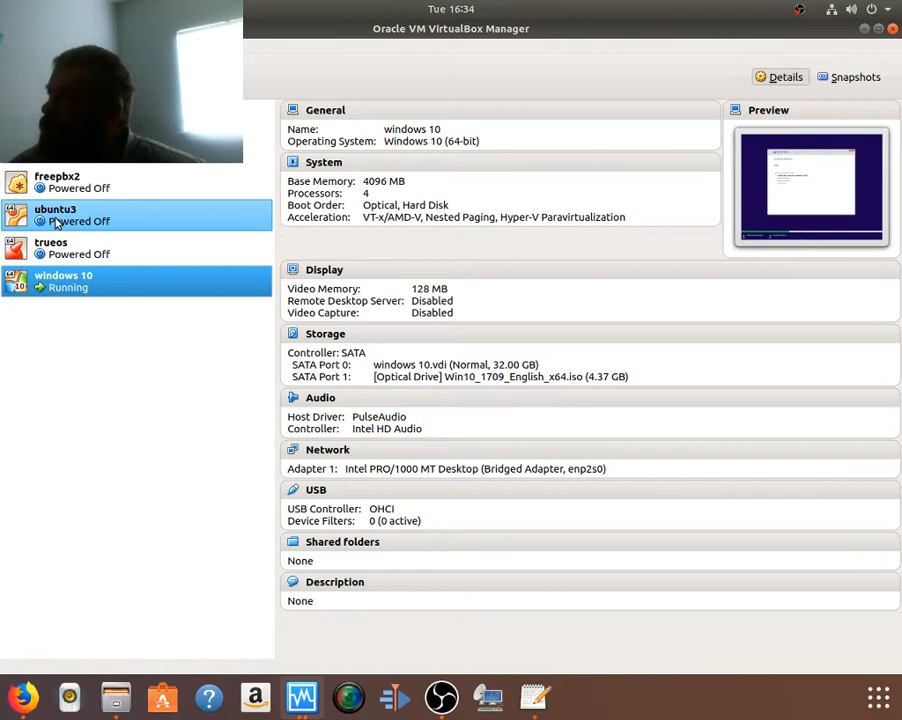 Tue 16:34
Oracle VM VirtualBox Manager
Details
Snapshots
freepbx2
Powered Off
64
ubuntu3
Powered Off
64
trueos
Powered Off
64
10
windows 10
Running
General
Name: windows 10
Operating System: Windows 10 (64-bit)
System
Base Memory: 4096 MB
Processors: 4
Boot Order: Optical, Hard Disk
Acceleration: VT-x/AMD-V, Nested Paging, Hyper-V Paravirtualization
Preview
Display
Video Memory: 128 MB
Remote Desktop Server: Disabled
Video Capture: Disabled
Storage
Controller: SATA
SATA Port 0: windows 10.vdi (Normal, 32.00 GB)
SATA Port 1: [Optical Drive] Win10_1709_English_x64.iso (4.37 GB)
Audio
Host Driver: PulseAudio
Controller: Intel HD Audio
Network
Adapter 1: Intel PRO/1000 MT Desktop (Bridged Adapter, enp2s0)
USB
USB Controller: OHCI
Device Filters: 0 (0 active)
Shared folders
None
Description
None